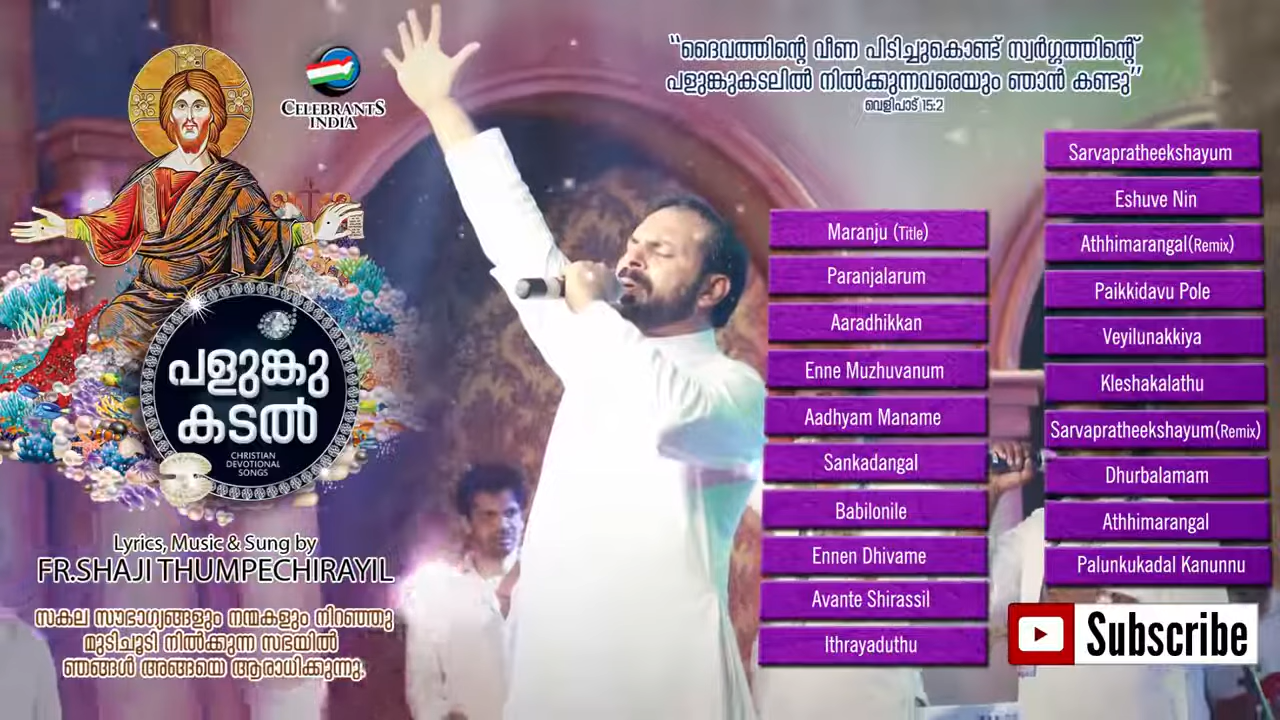 CELEBRANTS
INDIA
“ദൈവത്തിന്റെ വീണ പിടിച്ചുകൊണ്ട് സ്വർഗ്ഗത്തിന്റെ
പളുങ്കുകടലിൽ നിൽക്കുന്നവരെയും ഞാൻ കണ്ടു”
വെളിപാട് 15:2
പളുങ്കു
കടൽ
CHRISTIAN
DEVOTIONAL
SONGS
Lyrics, Music & Sung by
FR.SHAJI THUMPECHIRAYIL
സകല സൗഭാഗ്യങ്ങളും നന്മകളും നിറഞ്ഞു
മുടിചൂടി നിൽക്കുന്ന സഭയിൽ
ഞങ്ങൾ അങ്ങയെ ആരാധിക്കുന്നു.
Maranju (Title)
Paranjalarum
Aaradhikkan
Enne Muzhuvanum
Aadhyam Maname
Sankadangal
Babilonile
Ennen Dhivame
Avante Shirassil
Ithrayaduthu
Sarvapratheekshayum
Eshuve Nin
Athhimarangal(Remix)
Paikkidavu Pole
Veyilunakkiya
Kleshakalathu
Sarvapratheekshayum(Remix)
Dhurbalamam
Athhimarangal
Palunkukadal Kanunnu
Subscribe